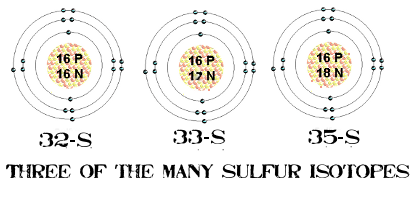 16 P 16 P 16 P
16 N 17 N 18 N
32-S 33-S 35-S
THREE OF THE MANY SULFUR ISOTOPES